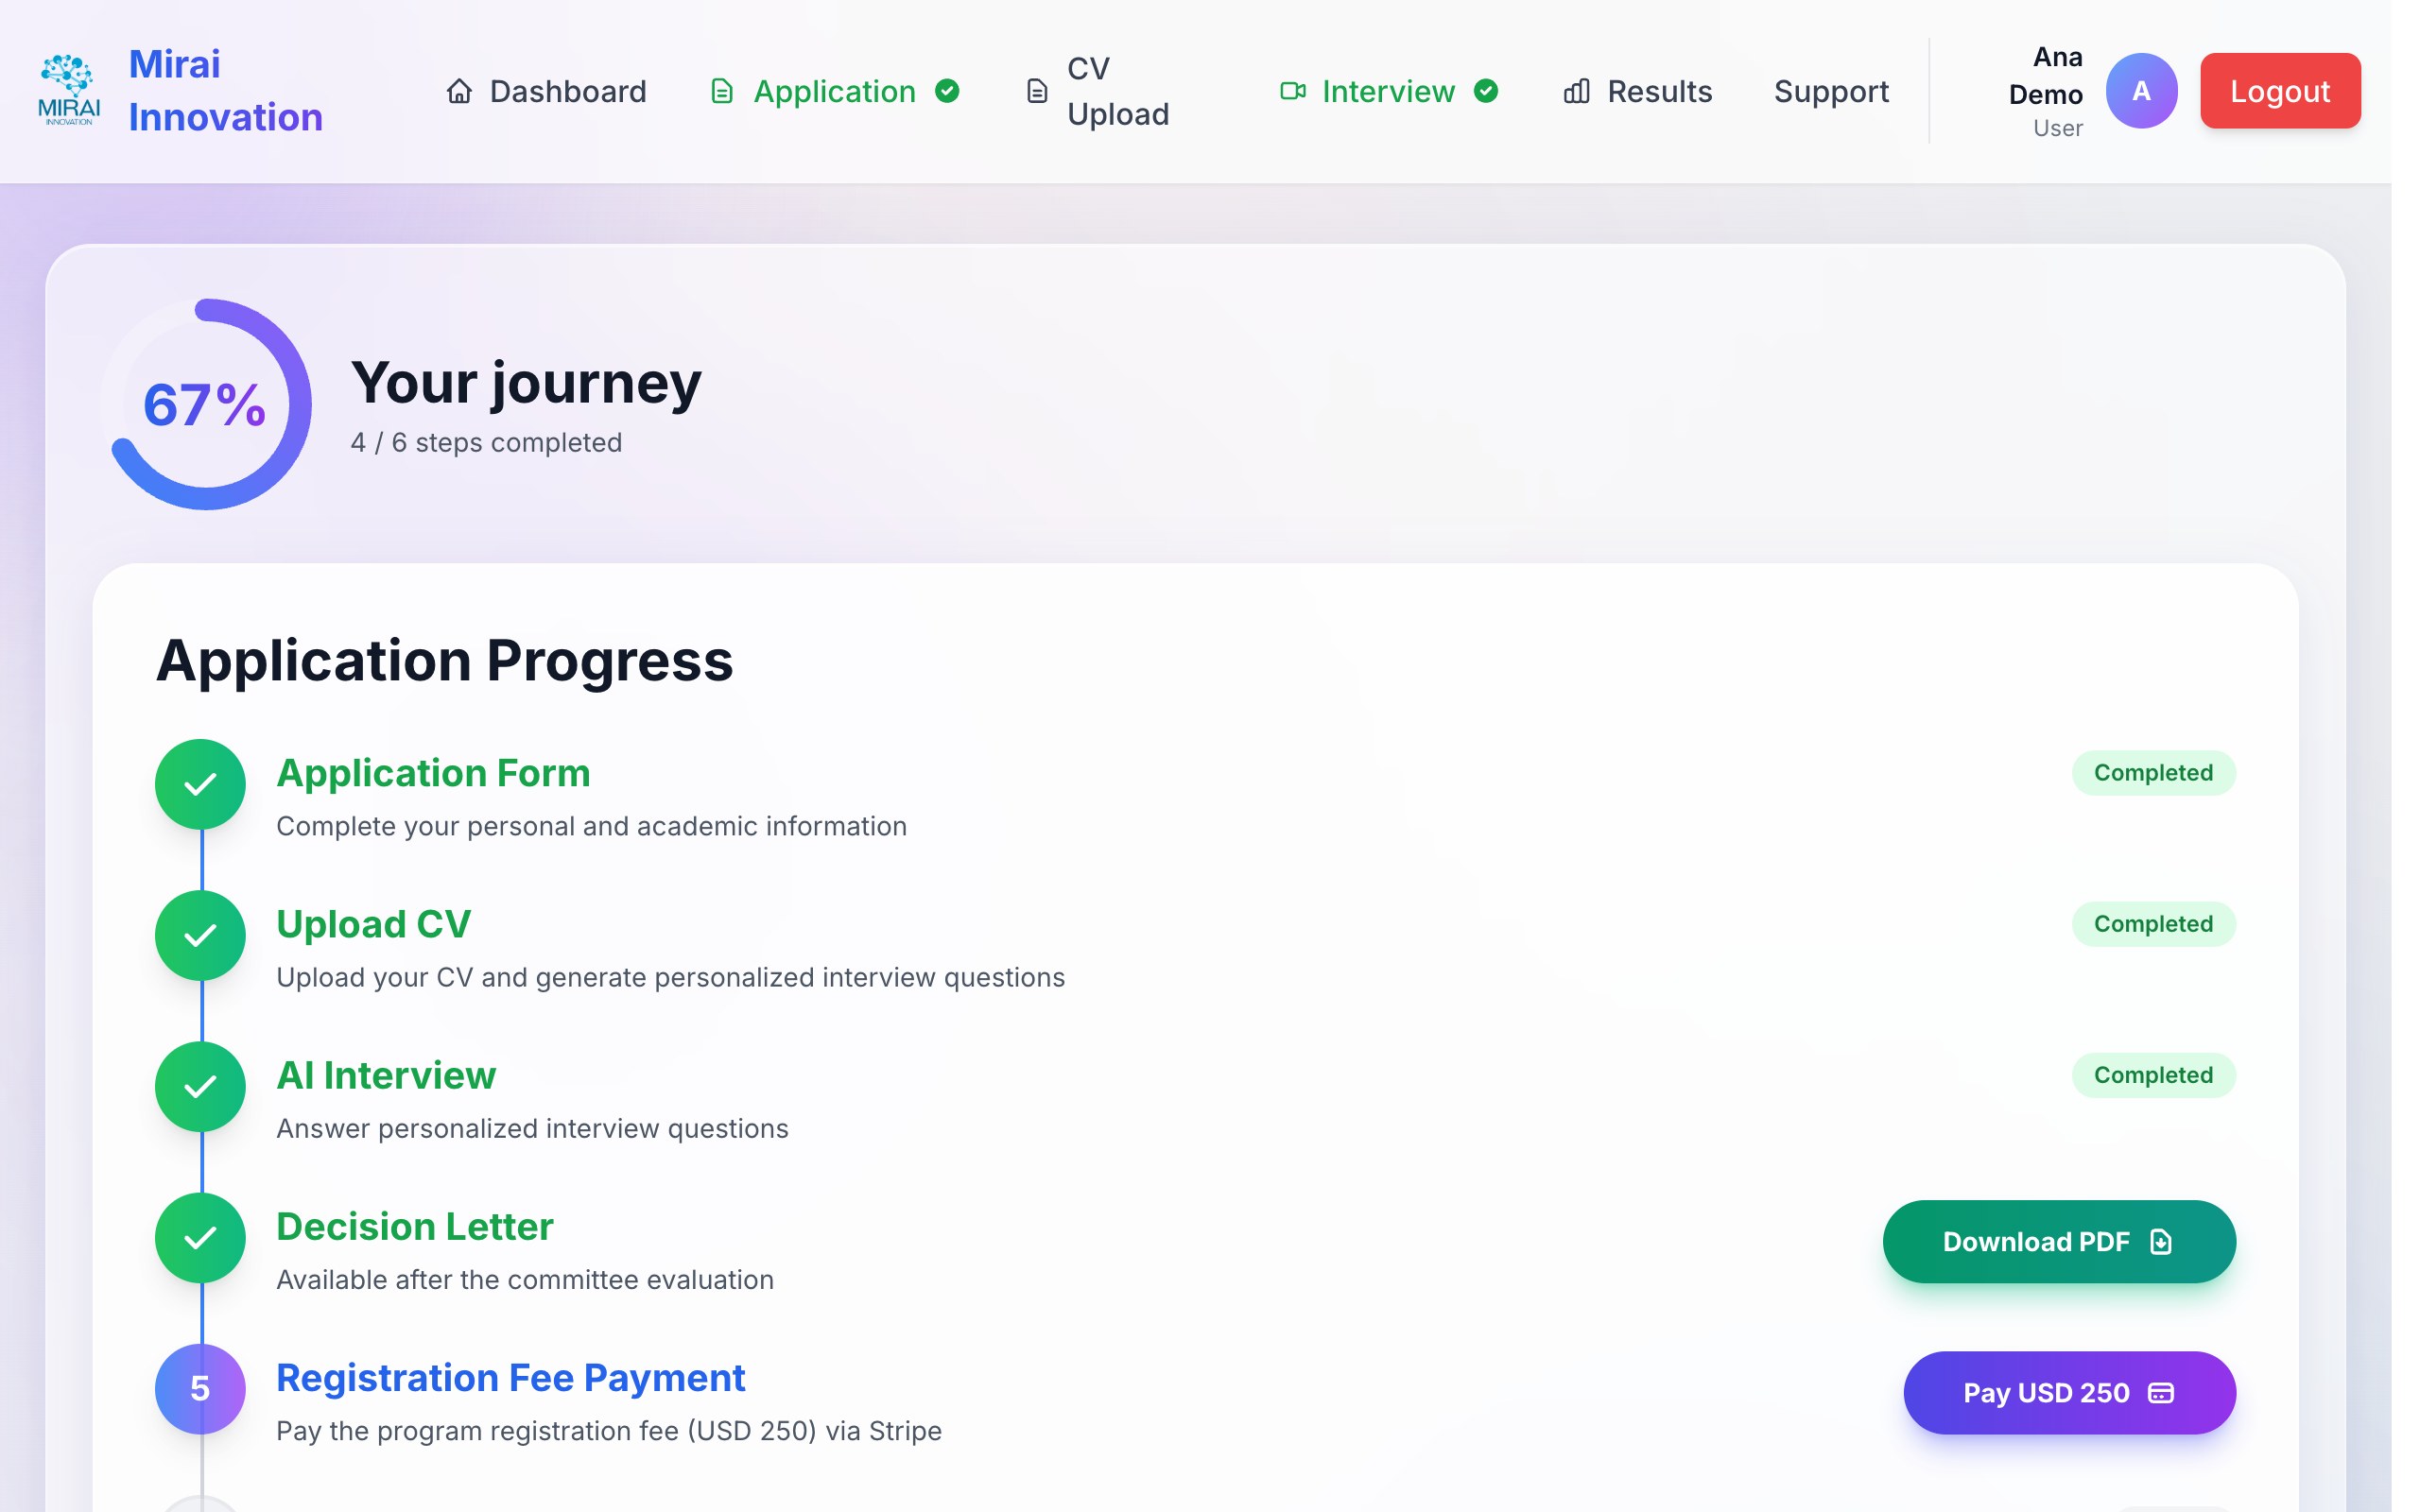 MIRAI
INNOVATION
Mirai
Innovation
Dashboard
Application
CV
Upload
Interview
Results
Support
Ana
Demo
User
A
Logout
67%
Your journey
4 / 6 steps completed
Application Progress
Application Form
Completed
Complete your personal and academic information
Upload CV
Completed
Upload your CV and generate personalized interview questions
AI Interview
Completed
Answer personalized interview questions
Decision Letter
Download PDF
Available after the committee evaluation
5
Registration Fee Payment
Pay USD 250
Pay the program registration fee (USD 250) via Stripe